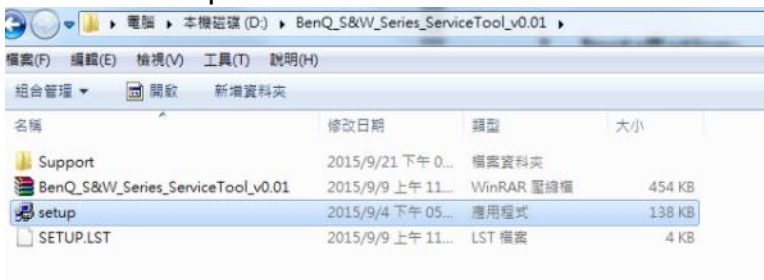 電腦 ▸ 本機磁碟 (D:) ▸ BenQ_S&W_Series_ServiceTool_v0.01 ▸
檔案(F) 編輯(E) 檢視(V) 工具(T) 說明(H)
組合管理 開啟 新增資料夾
名稱 修改日期 類型 大小
Support 2015/9/21 下午 0... 檔案資料夾
BenQ_S&W_Series_ServiceTool_v0.01 2015/9/9 上午 11... WinRAR 壓縮檔 454 KB
setup 2015/9/4 下午 05... 應用程式 138 KB
SETUP.LST 2015/9/9 上午 11... LST 檔案 4 KB